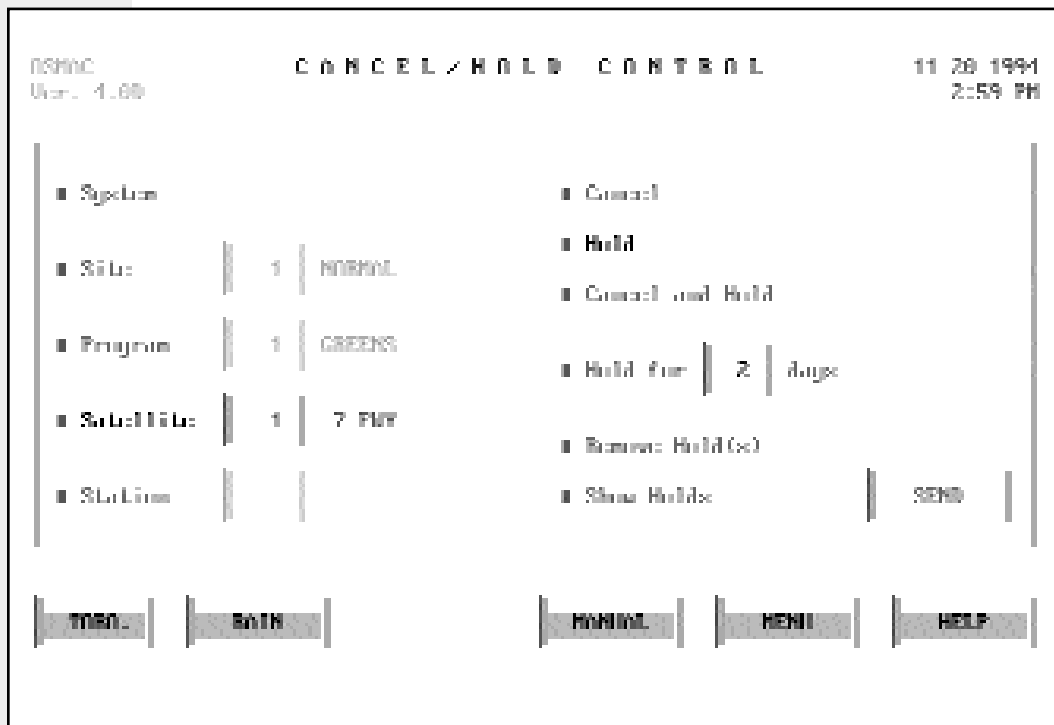 OSMAC
Ver. 4.00
CANCEL/HOLD CONTROL
11 20 1994
2:59 PM
System
Site 1 NORMAL
Program 1 GREENS
Satellite 1 7 FWY
Station
Cancel
Hold
Cancel and Hold
Hold for 2 days
Remove Hold(s)
Show Holds
SEND
RAIN
MANUAL
MENU
HELP